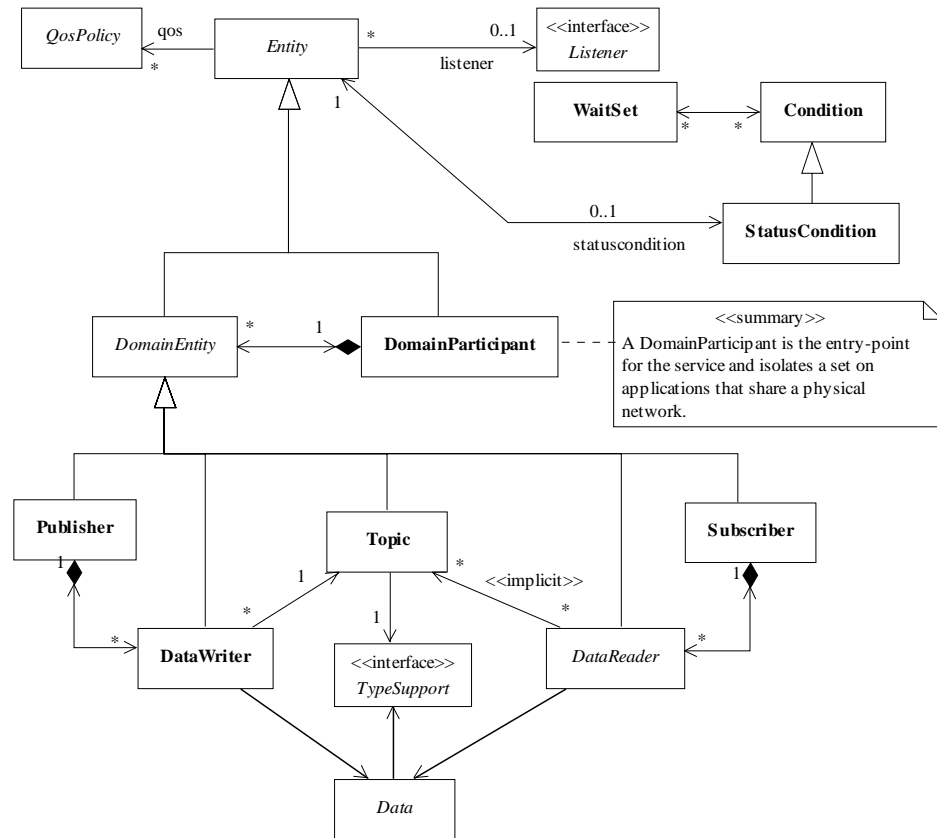 QosPolicy
qos
*
Entity
*
0..1
listener
<<interface>>
Listener
1
WaitSet
*
*
Condition
0..1
statuscondition
StatusCondition
DomainEntity
*
1
DomainParticipant
<<summary>>
A DomainParticipant is the entry-point
for the service and isolates a set on
applications that share a physical
network.
Publisher
1
Topic
Subscriber
1
1
*
<<implicit>>
*
*
*
1
*
DataWriter
<<interface>>
TypeSupport
DataReader
Data